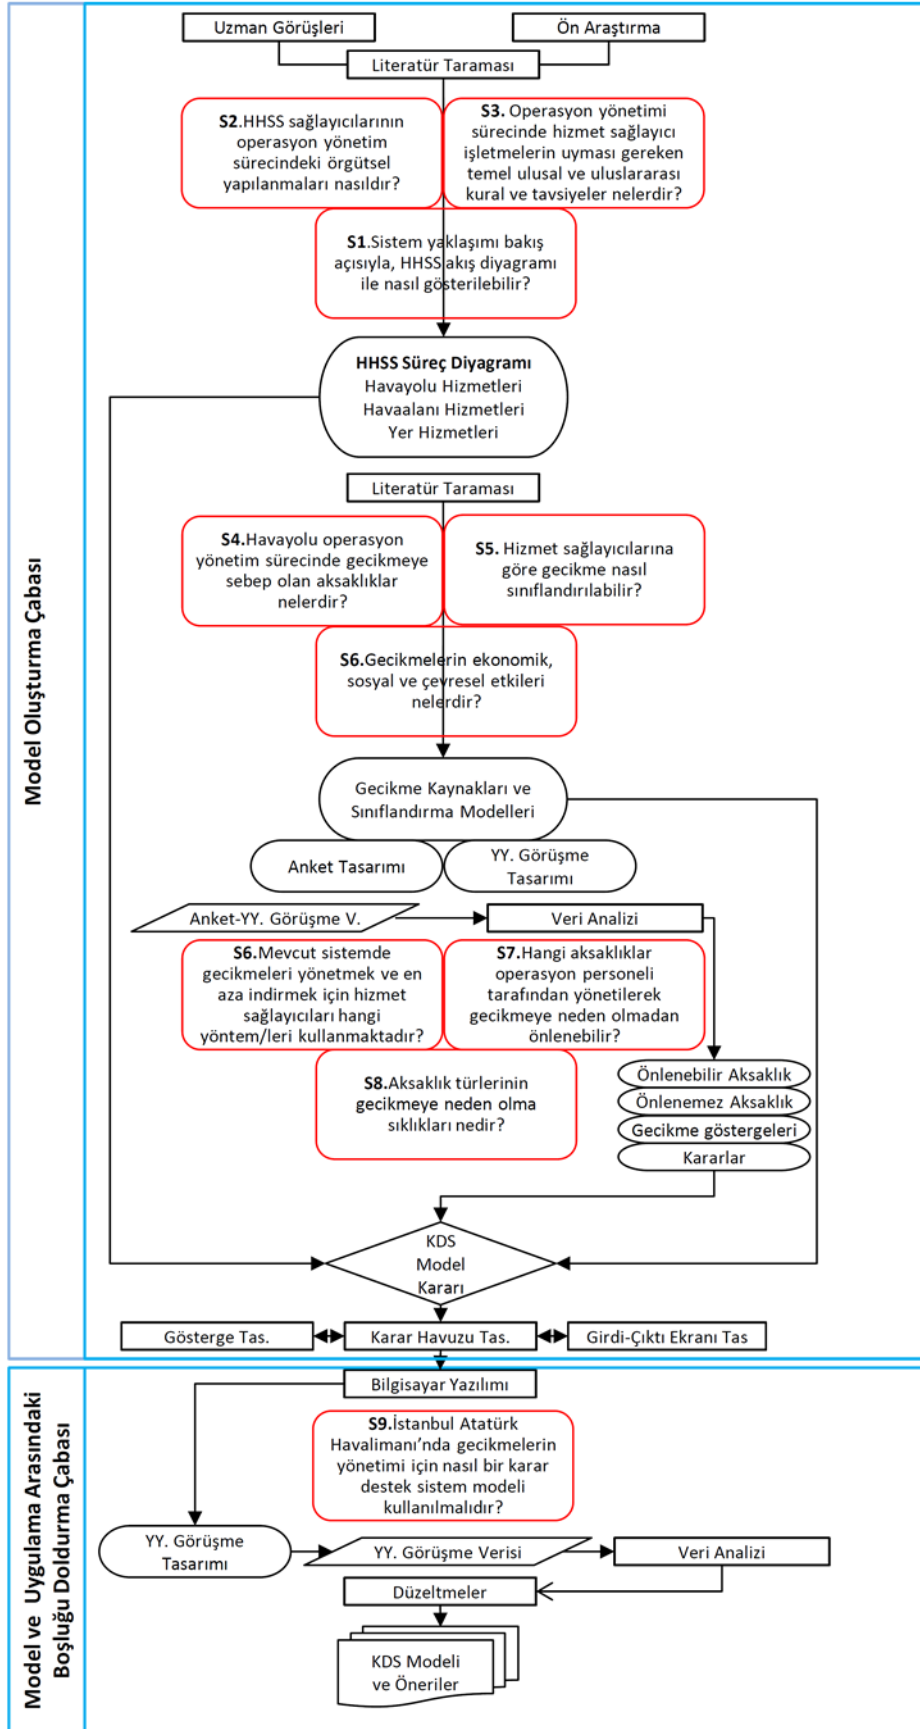 Uzman Görüşleri
Ön Araştırma
Literatür Taraması
S2.HHSS sağlayıcılarının
operasyon yönetim
sürecindeki örgütsel
yapılanmaları nasıldır?
S3. Operasyon yönetimi
sürecinde hizmet sağlayıcı
işletmelerin uyması gereken
temel ulusal ve uluslararası
kural ve tavsiyeler nelerdir?
S1.Sistem yaklaşımı bakış
açısıyla, HHSS akış diyagramı
ile nasıl gösterilebilir?
HHSS Süreç Diyagramı
Havayolu Hizmetleri
Havaalanı Hizmetleri
Yer Hizmetleri
Literatür Taraması
S4.Havayolu operasyon
yönetim sürecinde gecikmeye
sebep olan aksaklıklar
nelerdir?
S5. Hizmet sağlayıcılarına
göre gecikme nasıl
sınıflandırılabilir?
S6.Gecikmelerin ekonomik,
sosyal ve çevresel etkileri
nelerdir?
Gecikme Kaynakları ve
Sınıflandırma Modelleri
Anket Tasarımı
YY. Görüşme
Tasarımı
Anket-YY. Görüşme V.
Veri Analizi
S6.Mevcut sistemde
gecikmeleri yönetmek ve en
aza indirmek için hizmet
sağlayıcıları hangi
yöntem/leri kullanmaktadır?
S7.Hangi aksaklıklar
operasyon personeli
tarafından yönetilerek
gecikmeye neden olmadan
önlenebilir?
S8.Aksaklık türlerinin
gecikmeye neden olma
sıklıkları nedir?
Önlenebilir Aksaklık
Önlenemez Aksaklık
Gecikme göstergeleri
Kararlar
KDS
Model
Kararı
Gösterge Tas.
Karar Havuzu Tas.
Girdi-Çıktı Ekranı Tas
Model Oluşturma Çabası
Bilgisayar Yazılımı
S9.İstanbul Atatürk
Havalimanı'nda gecikmelerin
yönetimi için nasıl bir karar
destek sistem modeli
kullanılmalıdır?
YY. Görüşme
Tasarımı
YY. Görüşme Verisi
Veri Analizi
Düzeltmeler
KDS Modeli
ve Öneriler
Model ve Uygulama Arasındaki
Boşluğu Doldurma Çabası